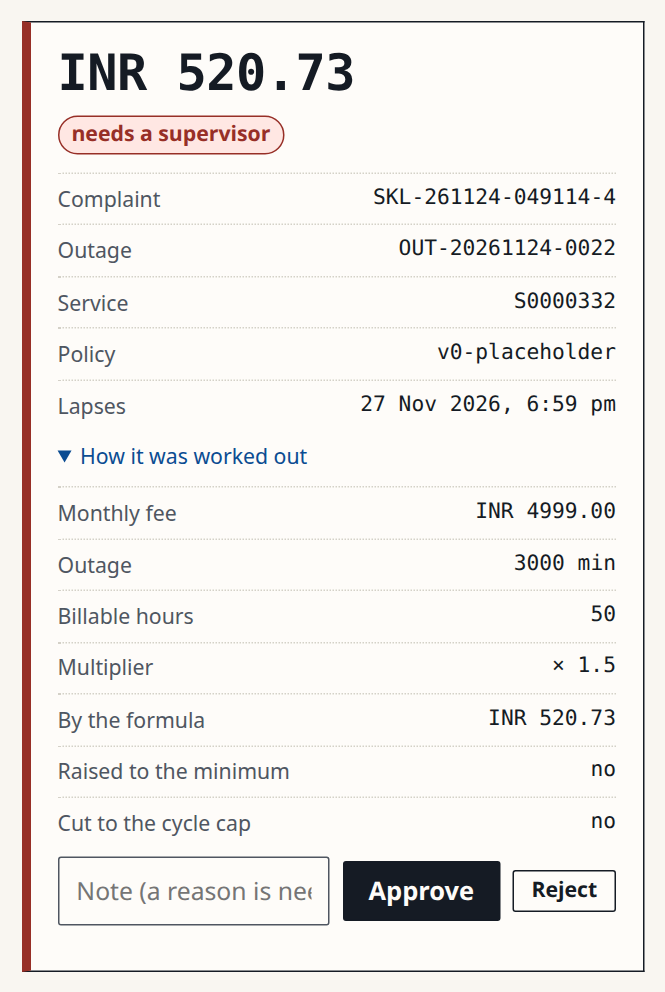 INR 520.73
needs a supervisor
Complaint SKL-261124-049114-4
Outage OUT-20261124-0022
Service S0000332
Policy v0-placeholder
Lapses 27 Nov 2026, 6:59 pm
▼ How it was worked out
Monthly fee INR 4999.00
Outage 3000 min
Billable hours 50
Multiplier × 1.5
By the formula INR 520.73
Raised to the minimum no
Cut to the cycle cap no
Note (a reason is Approve Reject